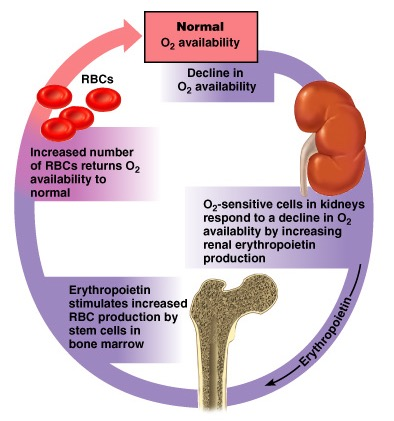 Normal
O₂ availability
Decline in
O₂ availability
RBCs
Increased number
of RBCs returns O₂
availability to
normal
O₂-sensitive cells in kidneys
respond to a decline in O₂
availablity by increasing
renal erythropoietin
production
Erythropoietin
stimulates increased
RBC production by
stem cells in
bone marrow
Erythropoietin